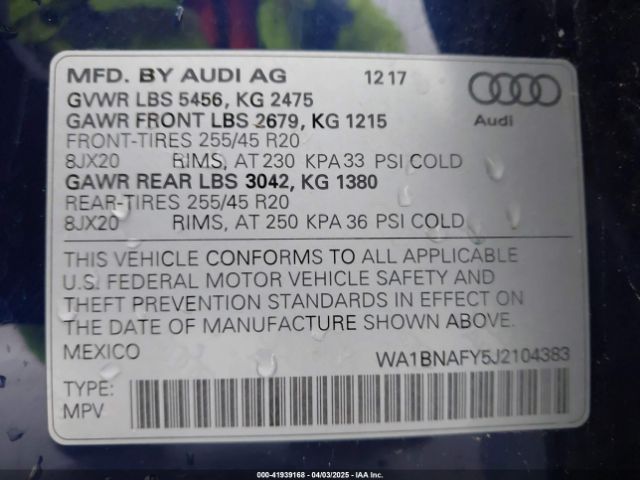 MFD. BY AUDI AG 12 17
GVWR LBS 5456, KG 2475
GAWR FRONT LBS 2679, KG 1215
Audi
FRONT-TIRES 255/45 R20
8JX20 RIMS, AT 230 KPA 33 PSI COLD
GAWR REAR LBS 3042, KG 1380
REAR-TIRES 255/45 R20
8JX20 RIMS, AT 250 KPA 36 PSI COLD
THIS VEHICLE CONFORMS TO ALL APPLICABLE
U.S. FEDERAL MOTOR VEHICLE SAFETY AND
THEFT PREVENTION STANDARDS IN EFFECT ON
THE DATE OF MANUFACTURE SHOWN ABOVE.
MEXICO WA1BNAFY5J2104383
TYPE:
MPV
000-41939168 - 04/03/2025 - IAA Inc.